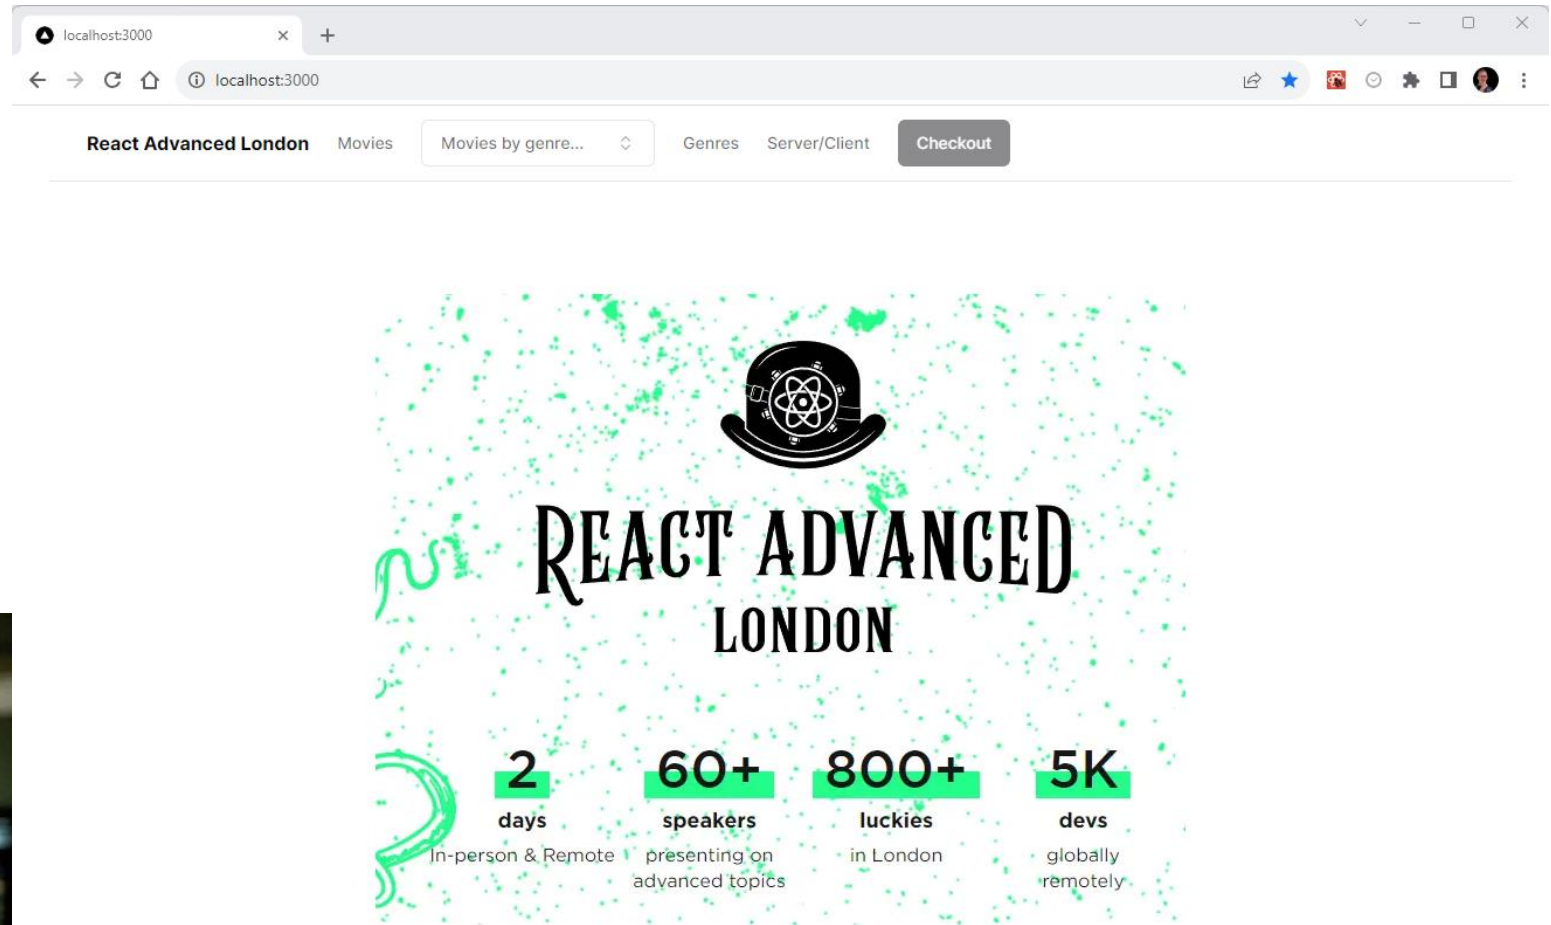 localhost:3000
localhost:3000
React Advanced London Movies Movies by genre... Genres Server/Client Checkout
REACT ADVANCED
LONDON
2 60+ 800+ 5K
days speakers luckies devs
In-person & Remote presenting on in London globally
advanced topics remotely